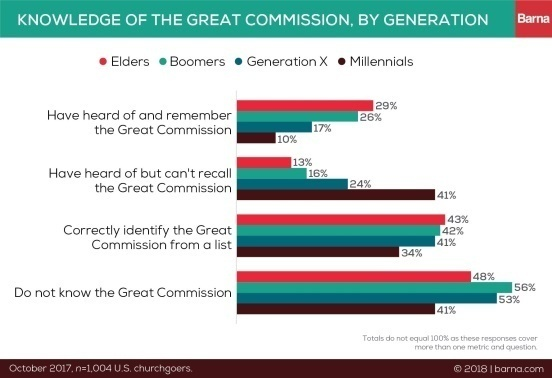 KNOWLEDGE OF THE GREAT COMMISSION, BY GENERATION
Barna
Elders Boomers Generation X Millennials
Have heard of and remember
the Great Commission
29%
26%
17%
10%
Have heard of but can't recall
the Great Commission
13%
16%
24%
41%
Correctly identify the Great
Commission from a list
43%
42%
41%
34%
Do not know the Great Commission
48%
56%
53%
41%
Totals do not equal 100% as these responses cover
more than one metric and question.
October 2017, n=1,004 U.S. churchgoers.
© 2018 | barna.com